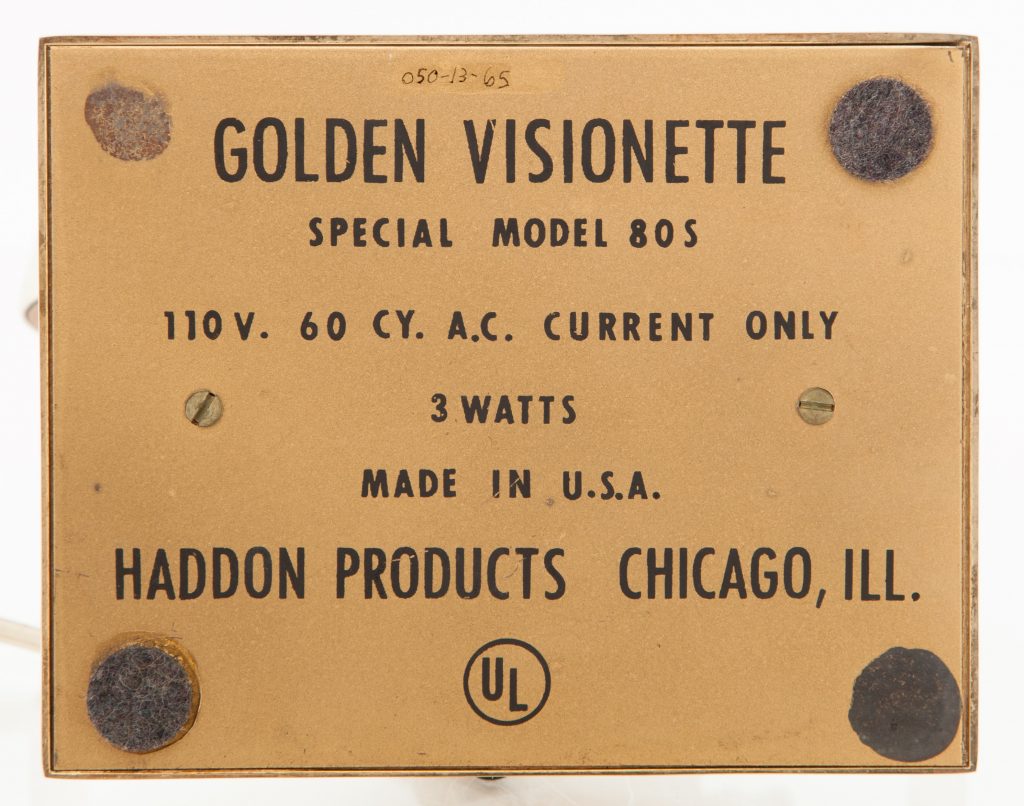 050-13-65
GOLDEN VISIONETTE
SPECIAL MODEL 80S
110V. 60 CY. A.C. CURRENT ONLY
3 WATTS
MADE IN U.S.A.
HADDON PRODUCTS CHICAGO, ILL.
UL